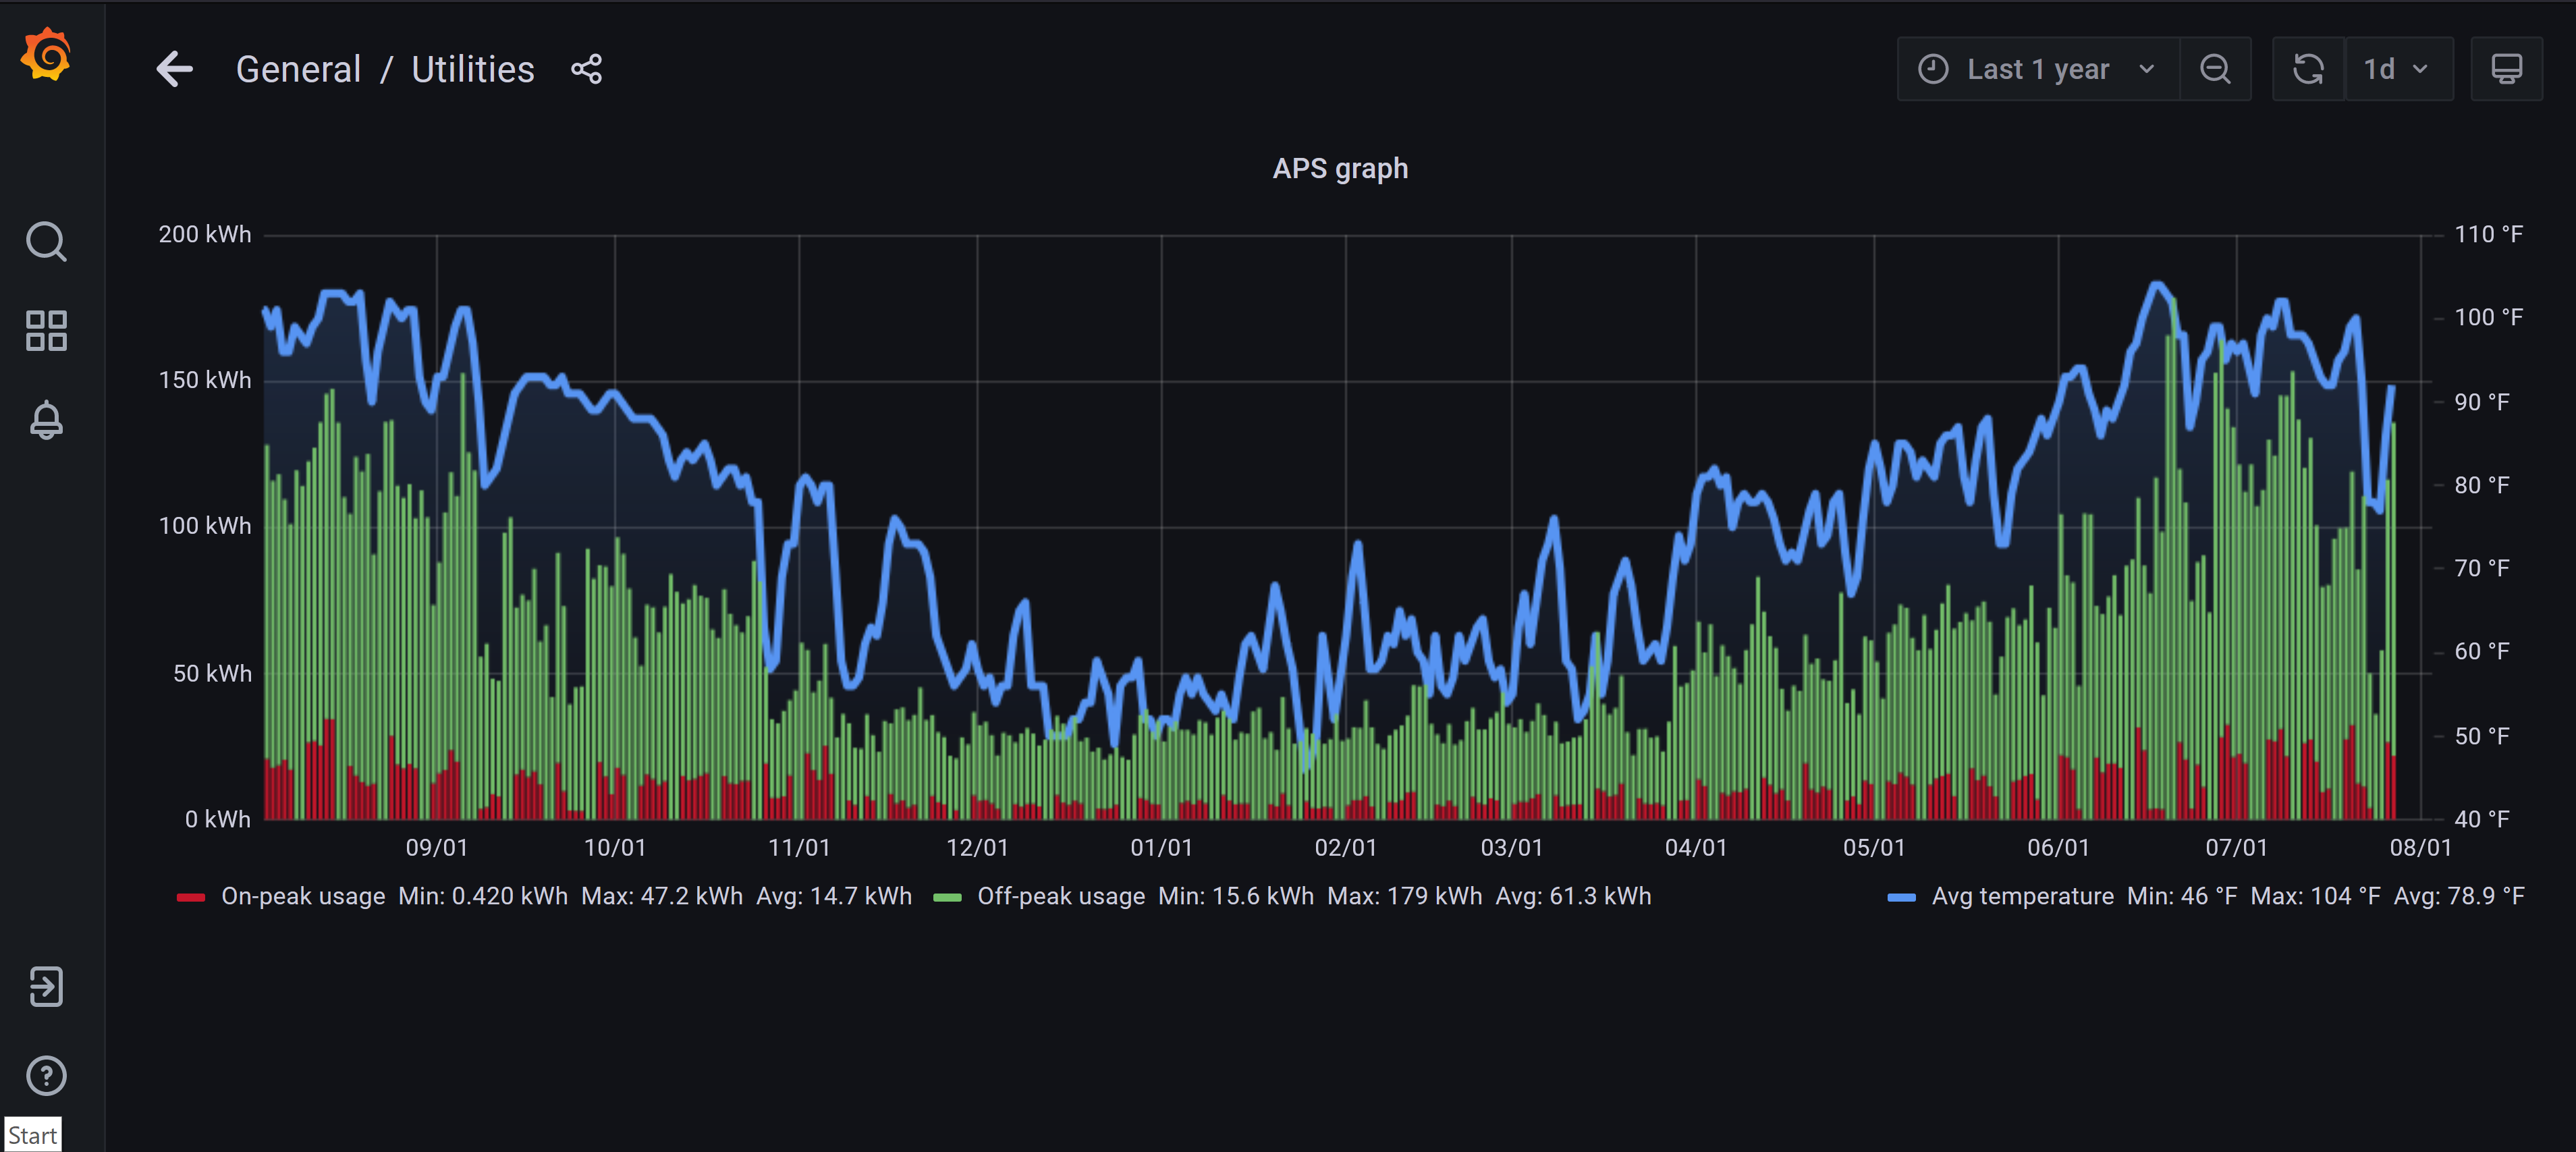 General / Utilities
Last 1 year
1d
APS graph
200 kWh
110 °F
100 °F
150 kWh
90 °F
100 kWh
80 °F
70 °F
50 kWh
60 °F
50 °F
0 kWh
40 °F
09/01 10/01 11/01 12/01 01/01 02/01 03/01 04/01 05/01 06/01 07/01 08/01
On-peak usage Min: 0.420 kWh Max: 47.2 kWh Avg: 14.7 kWh Off-peak usage Min: 15.6 kWh Max: 179 kWh Avg: 61.3 kWh Avg temperature Min: 46 °F Max: 104 °F Avg: 78.9 °F
Start